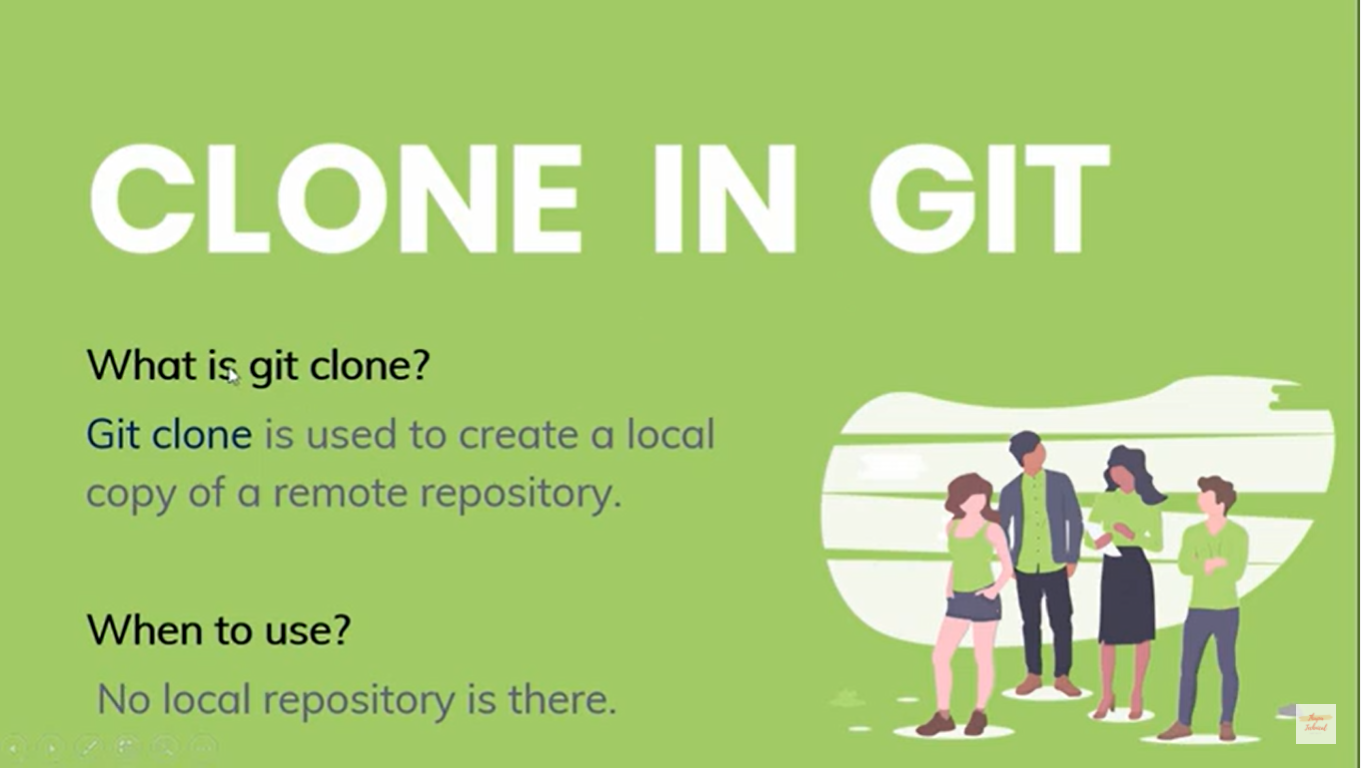 CLONE IN GIT
What is git clone?
Git clone is used to create a local
copy of a remote repository.
When to use?
No local repository is there.